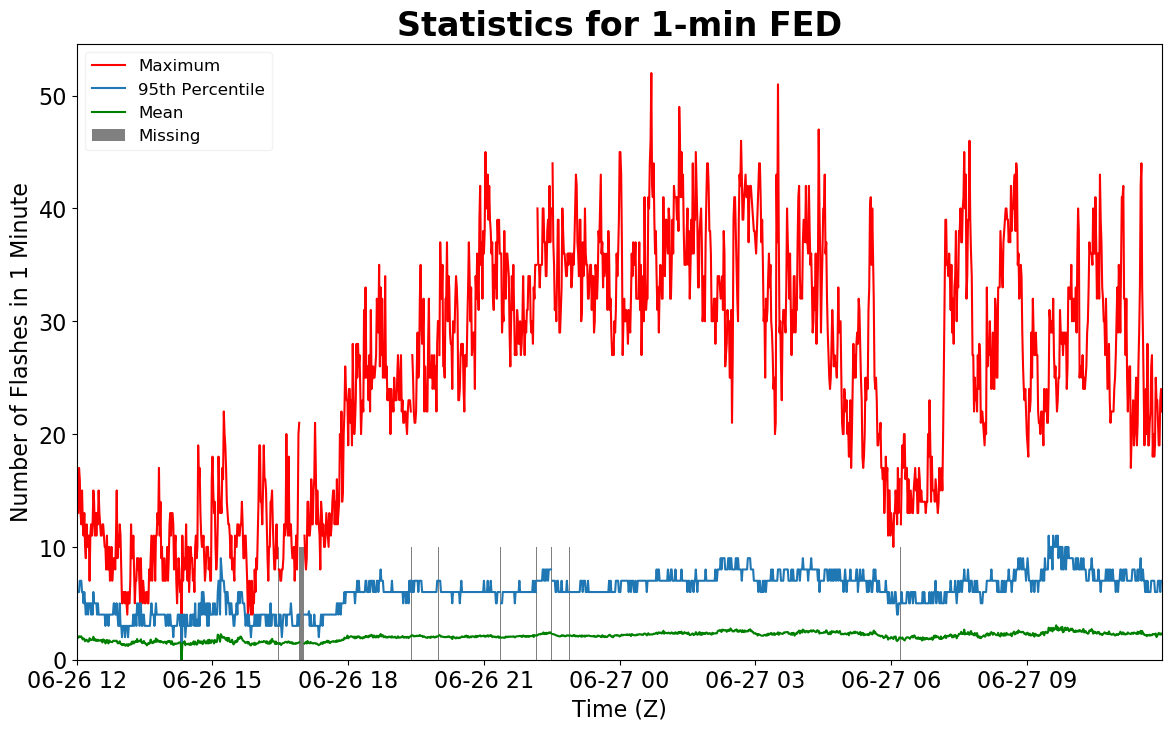 Statistics for 1-min FED
Maximum
95th Percentile
Mean
Missing
Number of Flashes in 1 Minute
50
40
30
20
10
0
06-26 12
06-26 15
06-26 18
06-26 21
06-27 00
06-27 03
06-27 06
06-27 09
Time (Z)